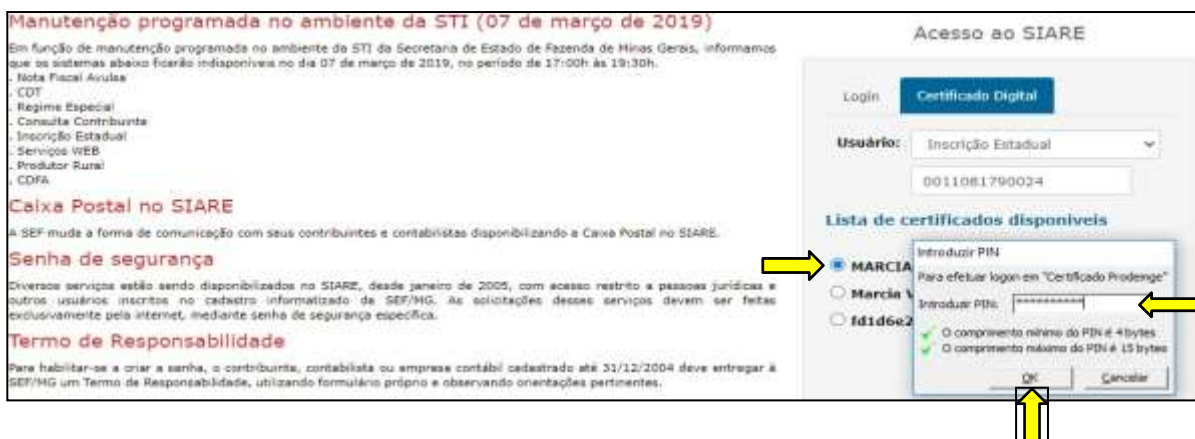 Manutenção programada no ambiente da STI (07 de março de 2019)
Em função de manutenção programada no ambiente da STI da Secretaria de Estado de Fazenda de Minas Gerais, informamos
que os sistemas abaixo ficarão indisponíveis no dia 07 de março de 2019, no período de 17:00h às 19:30h.
. Nota Fiscal Avulsa
. CDT
. Regime Especial
. Consulta Contribuinte
. Inscrição Estadual
. Serviços WEB
. Produtor Rural
. CDFA
Caixa Postal no SIARE
A SEF muda a forma de comunicação com seus contribuintes e contabilistas disponibilizando a Caixa Postal no SIARE.
Senha de segurança
Diversos serviços estão sendo disponibilizados no SIARE, desde janeiro de 2005, com acesso restrito a pessoas jurídicas e
outros usuários inscritos no cadastro informatizado da SEF/MG. As solicitações desses serviços devem ser feitas
exclusivamente pela internet, mediante senha de segurança específica.
Termo de Responsabilidade
Para habilitar-se a criar a senha, o contribuinte, contabilista ou empresa contábil cadastrado até 31/12/2004 deve entregar à
SEF/MG um Termo de Responsabilidade, utilizando formulário próprio e observando orientações pertinentes.
Acesso ao SIARE
Login
Certificado Digital
Usuário:
Inscrição Estadual
0011081790024
Lista de certificados disponíveis
MARCIA
Marcia V
fd1d6e2
Introduzir PIN
Para efetuar logon em "Certificado Prodemge"
Introduzir PIN: **********
O comprimento mínimo do PIN é 4 bytes
O comprimento máximo do PIN é 15 bytes
OK
Cancelar